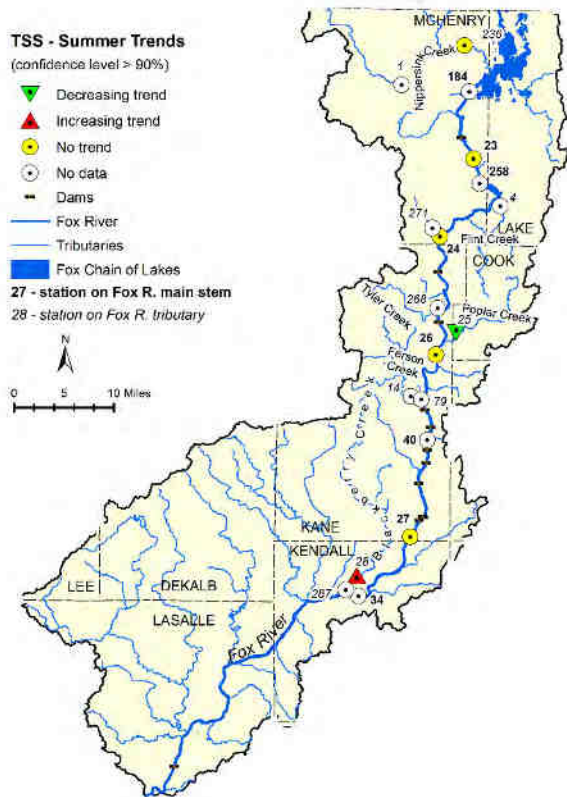 TSS - Summer Trends
(confidence level > 90%)
Decreasing trend
Increasing trend
No trend
No data
Dams
Fox River
Tributaries
Fox Chain of Lakes
27 - station on Fox R. main stem
28 - station on Fox R. tributary
N
0 5 10 Miles
MCHENRY
236
Nippersink Creek
1
184
23
258
4
271
LAKE
Flint Creek
24
COOK
268
Tyler Creek
Poplar Creek
25
26
Ferson
Creek
14
79
40
Blackberry Creek
27
KANE
KENDALL
28
LEE
DEKALB
287
34
LASALLE
Fox River